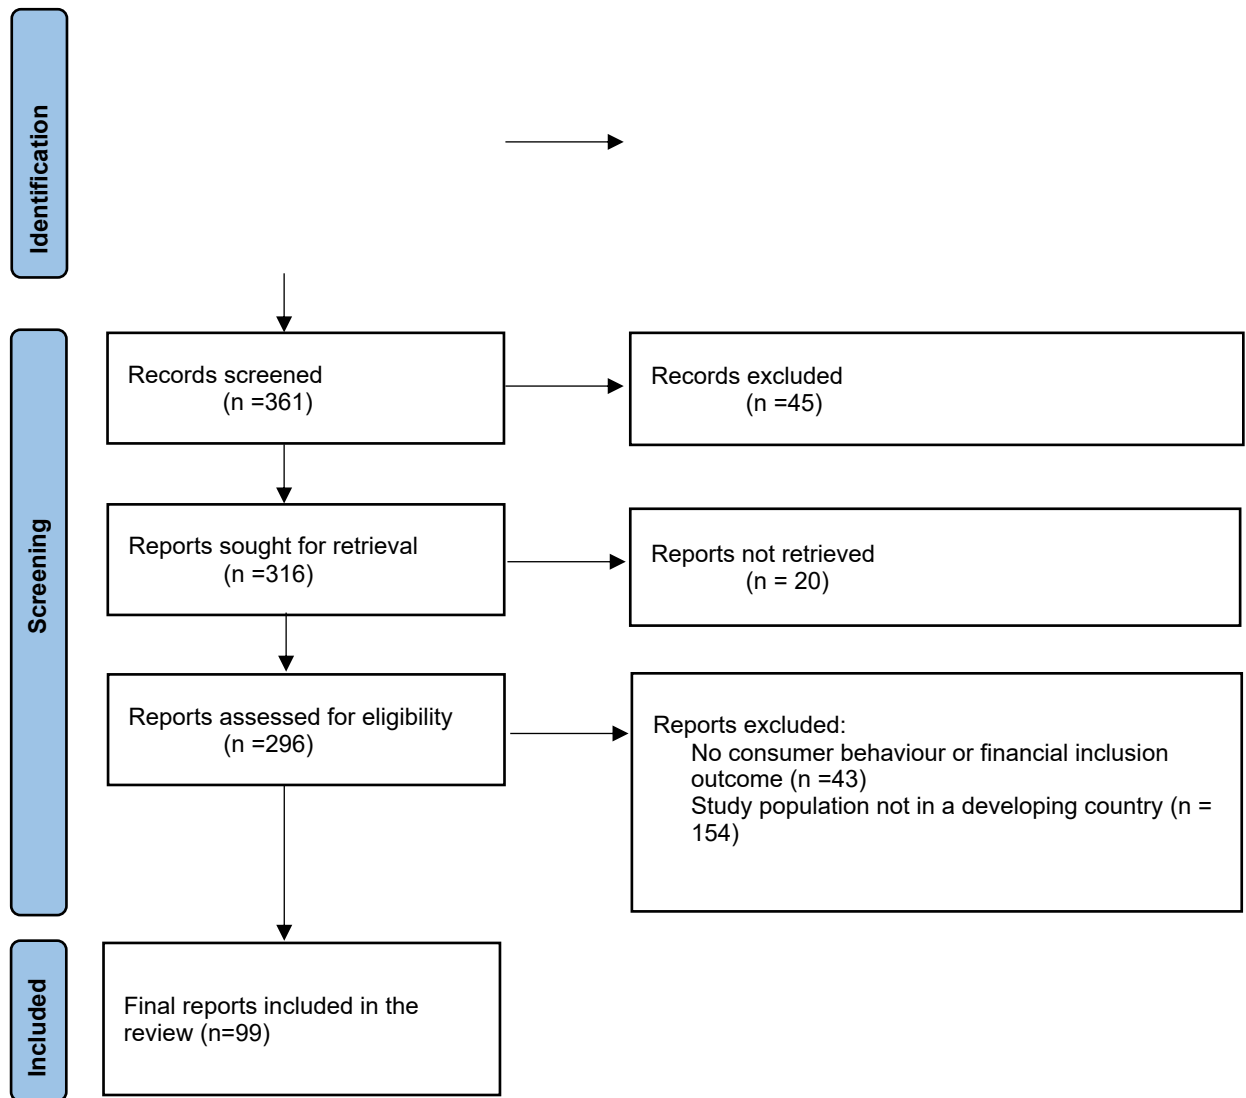 Identification
Records screened
(n =361)
Records excluded
(n =45)
Screening
Reports sought for retrieval
(n =316)
Reports not retrieved
(n = 20)
Reports assessed for eligibility
(n =296)
Reports excluded:
No consumer behaviour or financial inclusion
outcome (n =43)
Study population not in a developing country (n =
154)
Included
Final reports included in the
review (n=99)